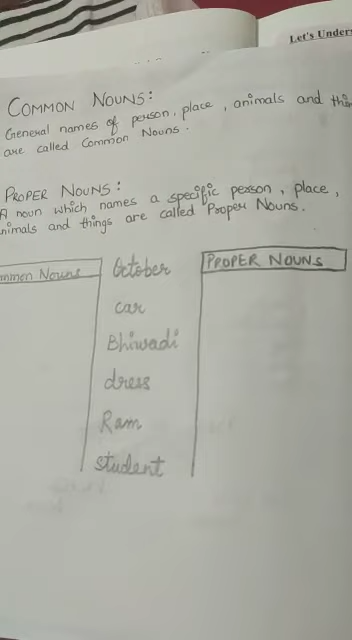 Let's Under
COMMON NOUNS:
General names of person, place, animals and thin
are called Common Nouns.
PROPER NOUNS:
A noun which names a specific person, place,
nimals and things are called Proper Nouns.
mmon Nouns
PROPER NOUNS
October
car
Bhiwadi
dress
Ram
student